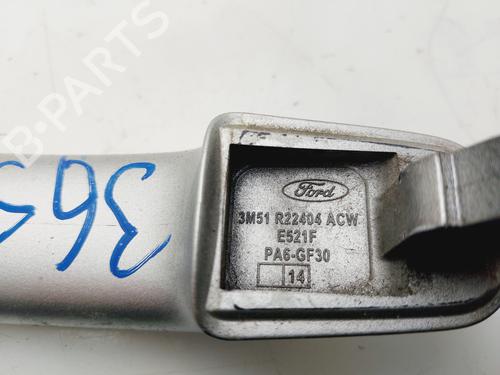 B-PARTS
365
Ford
3M51 R22404 ACW
E521F
PA6-GF30
14